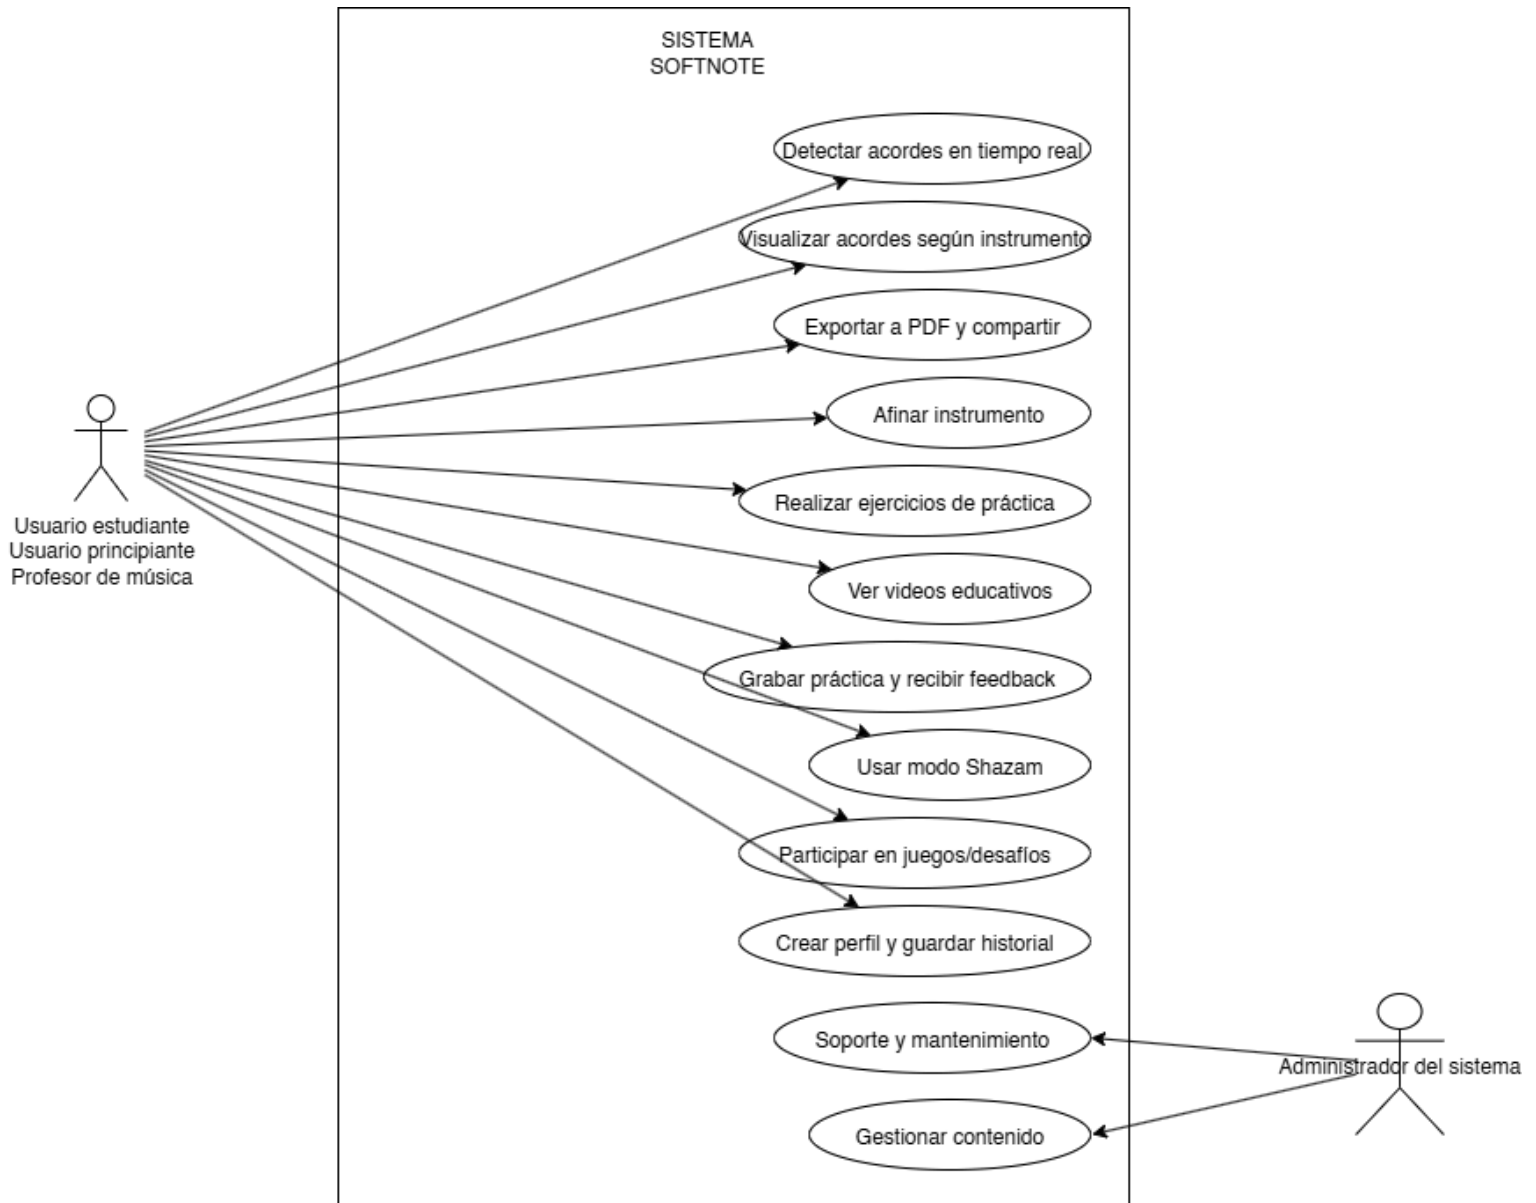 SISTEMA
SOFTNOTE
Detectar acordes en tiempo real
Visualizar acordes según instrumento
Exportar a PDF y compartir
Afinar instrumento
Realizar ejercicios de práctica
Usuario estudiante
Usuario principiante
Profesor de música
Ver videos educativos
Grabar práctica y recibir feedback
Usar modo Shazam
Participar en juegos/desafíos
Crear perfil y guardar historial
Soporte y mantenimiento
Administrador del sistema
Gestionar contenido